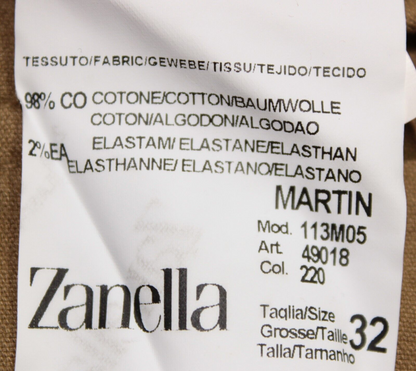 TESSUTO/FABRIC/GEWEBE/TISSU/TEJIDO/TECIDO
98% CO COTONE/COTTON/BAUMWOLLE
COTON/ALGODON/ALGODAO
2%EA ELASTAM/ ELASTANE/ELASTHAN
ELASTHANNE/ ELASTANO/ELASTANO
MARTIN
Mod. 113M05
Art. 49018
Col. 220
Zanella
Taglia/Size
Grosse/Taille 32
Talla/Tamanho